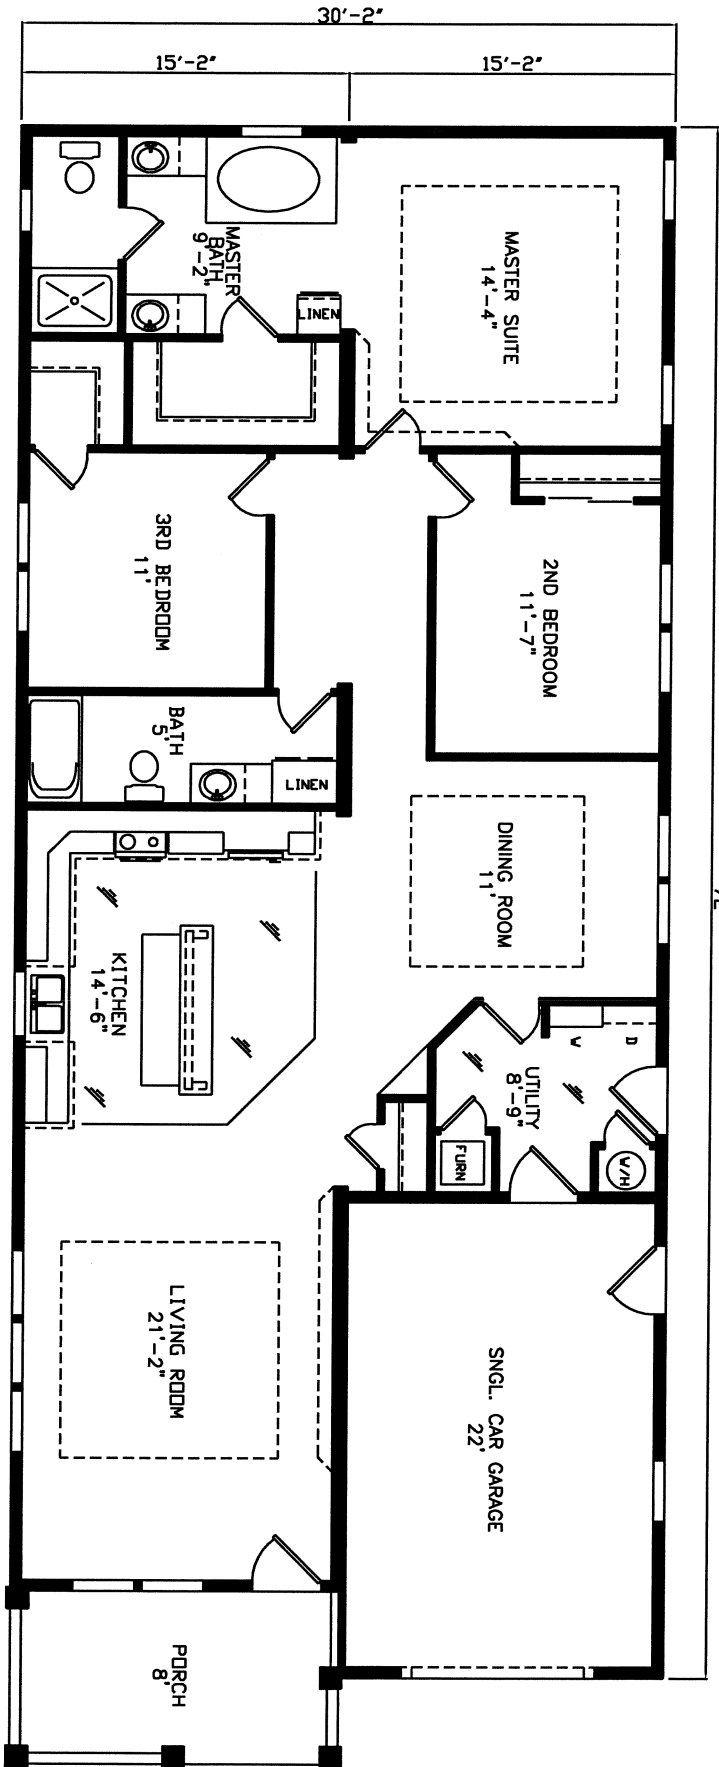 30'-2"
15'-2"
15'-2"
MASTER
BATH
9'-2"
LINEN
MASTER SUITE
14'-4"
3RD BEDROOM
11'
2ND BEDROOM
11'-7"
BATH
5'
LINEN
DINING ROOM
11'
KITCHEN
14'-6"
W
D
UTILITY
8'-9"
FURN
W/H
LIVING ROOM
21'-2"
SNGL. CAR GARAGE
22'
PORCH
8'